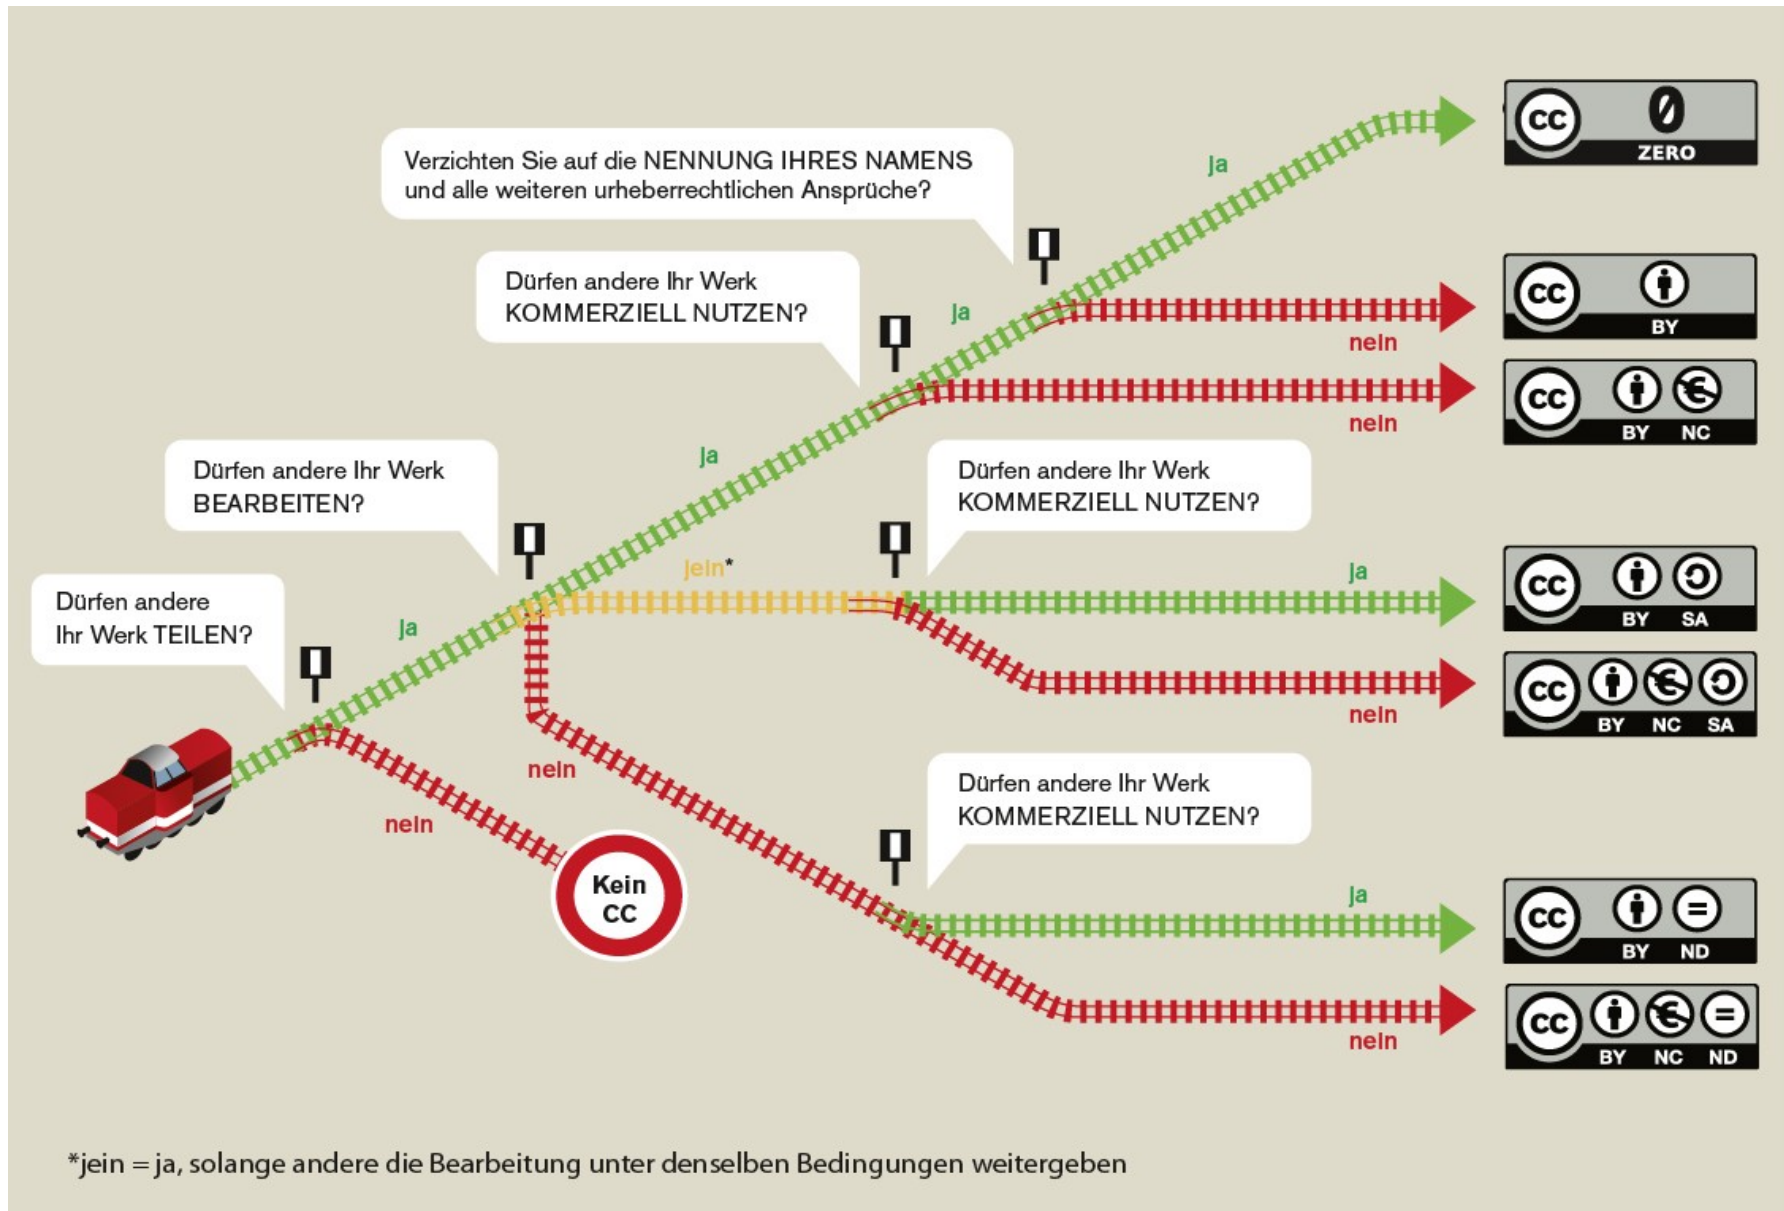 cc
0
ZERO
Verzichten Sie auf die NENNUNG IHRES NAMENS
und alle weiteren urheberrechtlichen Ansprüche?
ja
Dürfen andere Ihr Werk
KOMMERZIELL NUTZEN?
ja
cc
BY
nein
cc
€
BY NC
nein
Dürfen andere Ihr Werk
BEARBEITEN?
ja
Dürfen andere Ihr Werk
KOMMERZIELL NUTZEN?
jein*
ja
cc
BY SA
Dürfen andere
Ihr Werk TEILEN?
ja
cc
€
BY NC SA
nein
nein
Dürfen andere Ihr Werk
KOMMERZIELL NUTZEN?
nein
Kein
CC
ja
cc
=
BY ND
cc
€ =
BY NC ND
nein
*jein = ja, solange andere die Bearbeitung unter denselben Bedingungen weitergeben